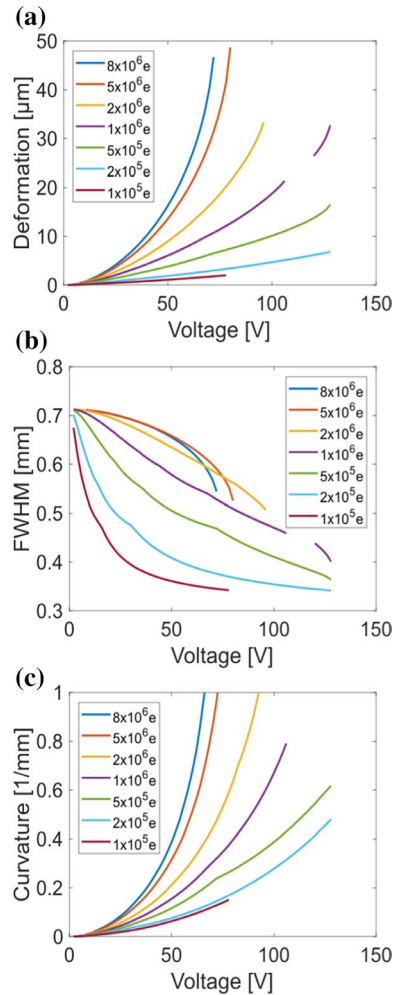 (a)
50
40
30
20
10
0
Deformation [µm]
8x10⁶e
5x10⁶e
2x10⁶e
1x10⁶e
5x10⁵e
2x10⁵e
1x10⁵e
0 50 100 150
Voltage [V]
(b)
0.8
0.7
0.6
0.5
0.4
0.3
FWHM [mm]
8x10⁶e
5x10⁶e
2x10⁶e
1x10⁶e
5x10⁵e
2x10⁵e
1x10⁵e
0 50 100 150
Voltage [V]
(c)
1
0.8
0.6
0.4
0.2
0
Curvature [1/mm]
8x10⁶e
5x10⁶e
2x10⁶e
1x10⁶e
5x10⁵e
2x10⁵e
1x10⁵e
0 50 100 150
Voltage [V]